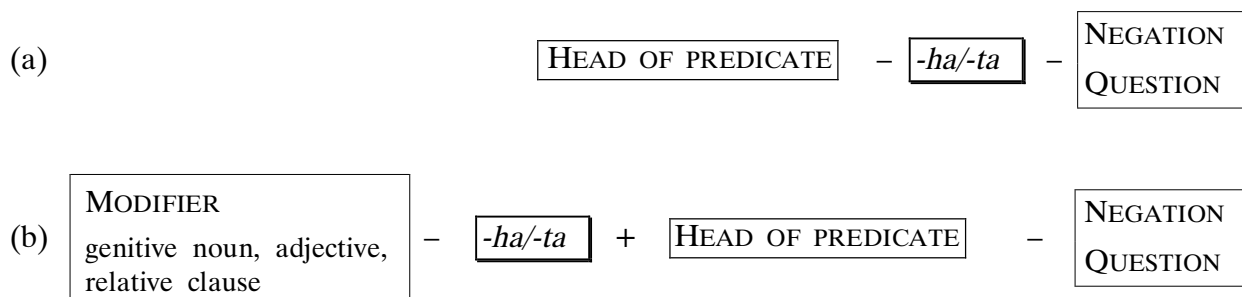 (a) HEAD OF PREDICATE – -ha/-ta – NEGATION
QUESTION
(b) MODIFIER
genitive noun, adjective,
relative clause
– -ha/-ta + HEAD OF PREDICATE – NEGATION
QUESTION